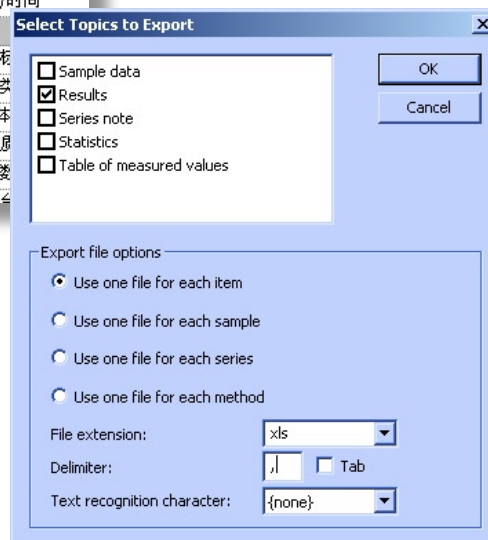 时间
Select Topics to Export
Sample data
Results
Series note
Statistics
Table of measured values
OK
Cancel
Export file options
Use one file for each item
Use one file for each sample
Use one file for each series
Use one file for each method
File extension: xls
Delimiter: , Tab
Text recognition character: {none}